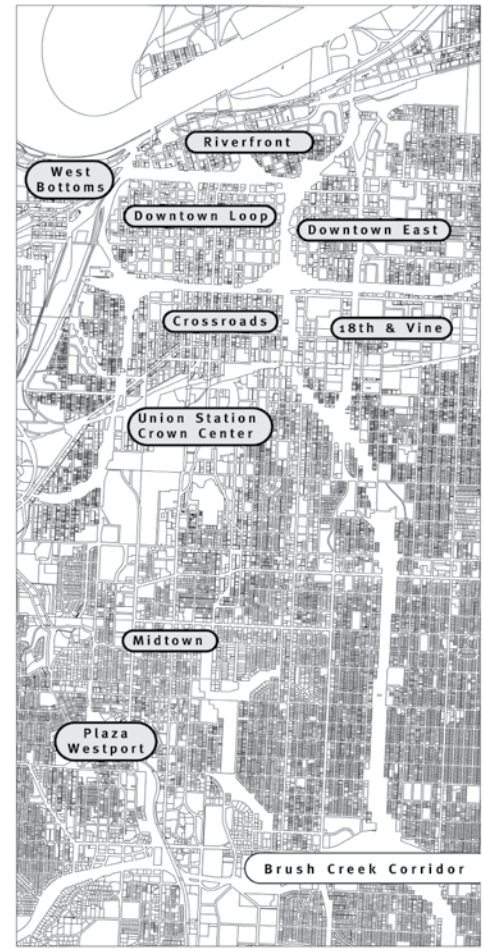 Riverfront
West
Bottoms
Downtown Loop
Downtown East
Crossroads
18th & Vine
Union Station
Crown Center
Midtown
Plaza
Westport
Brush Creek Corridor